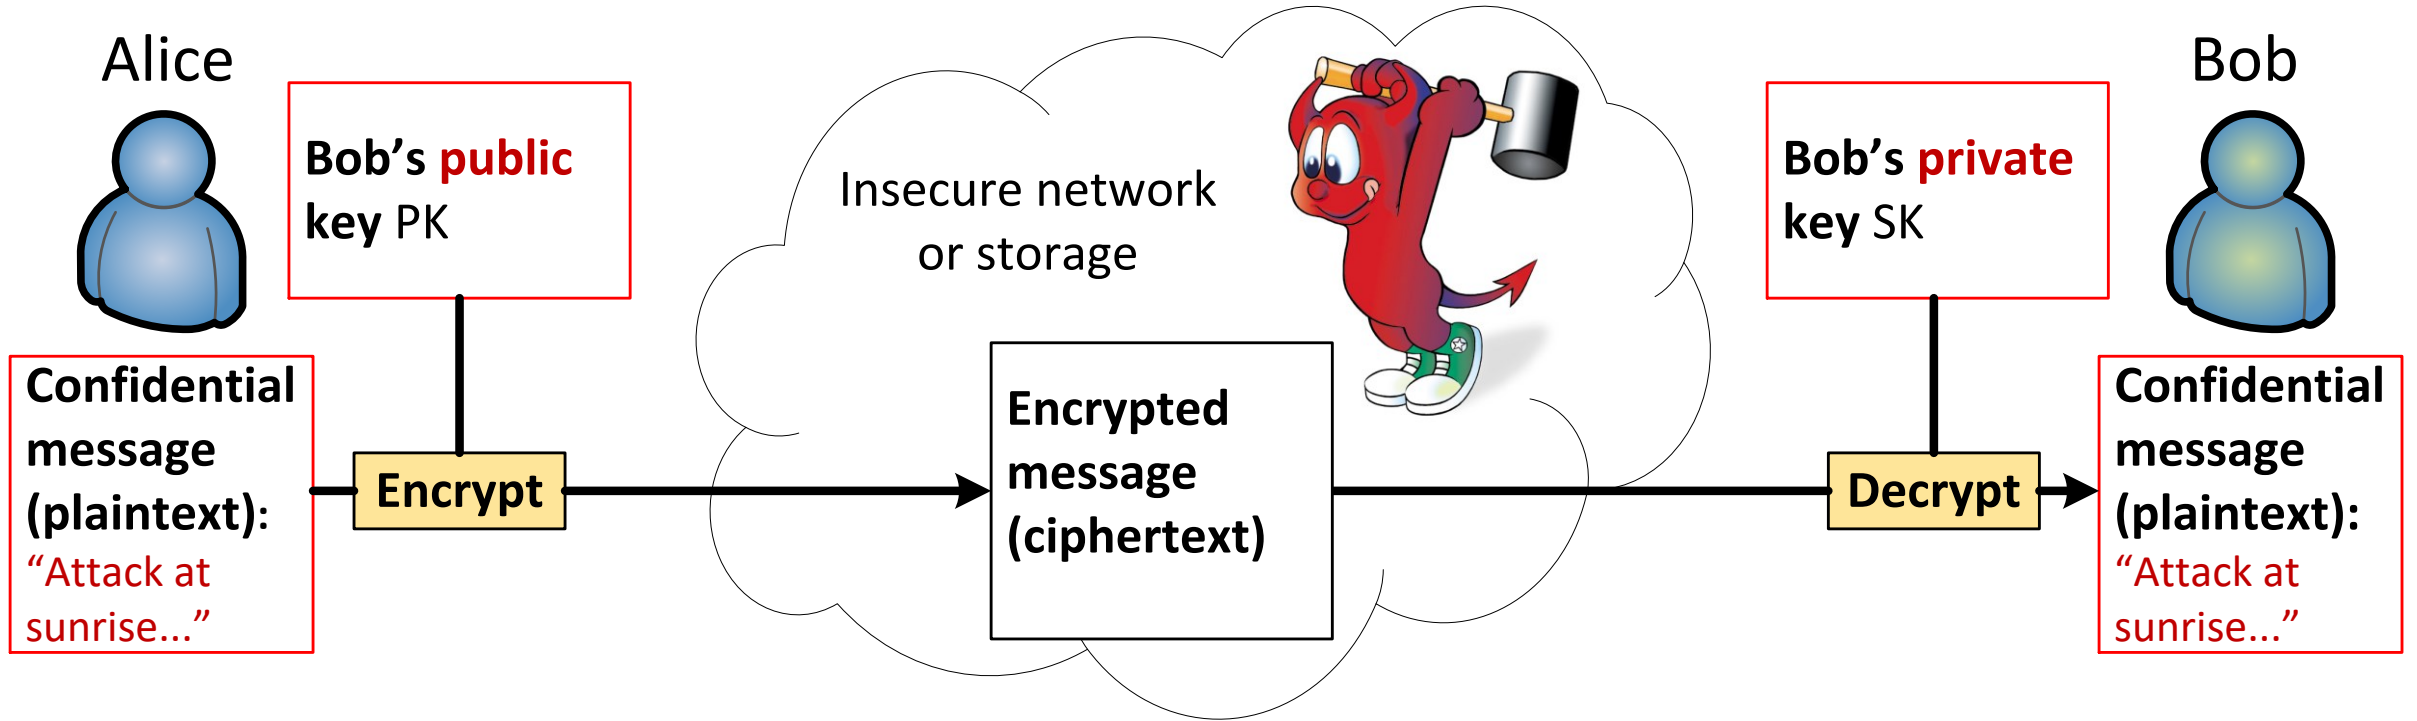 Alice
Bob’s public
key PK
Confidential
message
(plaintext):
“Attack at
sunrise...”
Encrypt
Insecure network
or storage
Encrypted
message
(ciphertext)
Bob’s private
key SK
Decrypt
Bob
Confidential
message
(plaintext):
“Attack at
sunrise...”